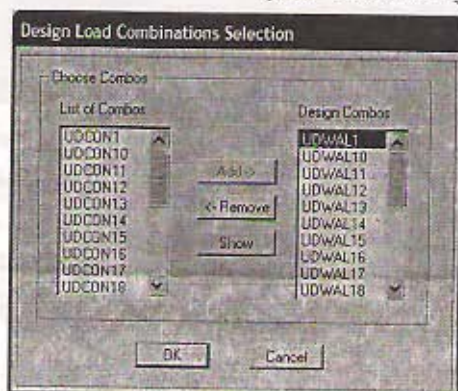 Design Load Combinations Selection
Choose Combos
List of Combos
UDCON1
UDCON10
UDCON11
UDCON12
UDCON13
UDCON14
UDCON15
UDCON16
UDCON17
UDCON18
Add ->
<- Remove
Show
Design Combos
UDWAL1
UDWAL10
UDWAL11
UDWAL12
UDWAL13
UDWAL14
UDWAL15
UDWAL16
UDWAL17
UDWAL18
OK
Cancel